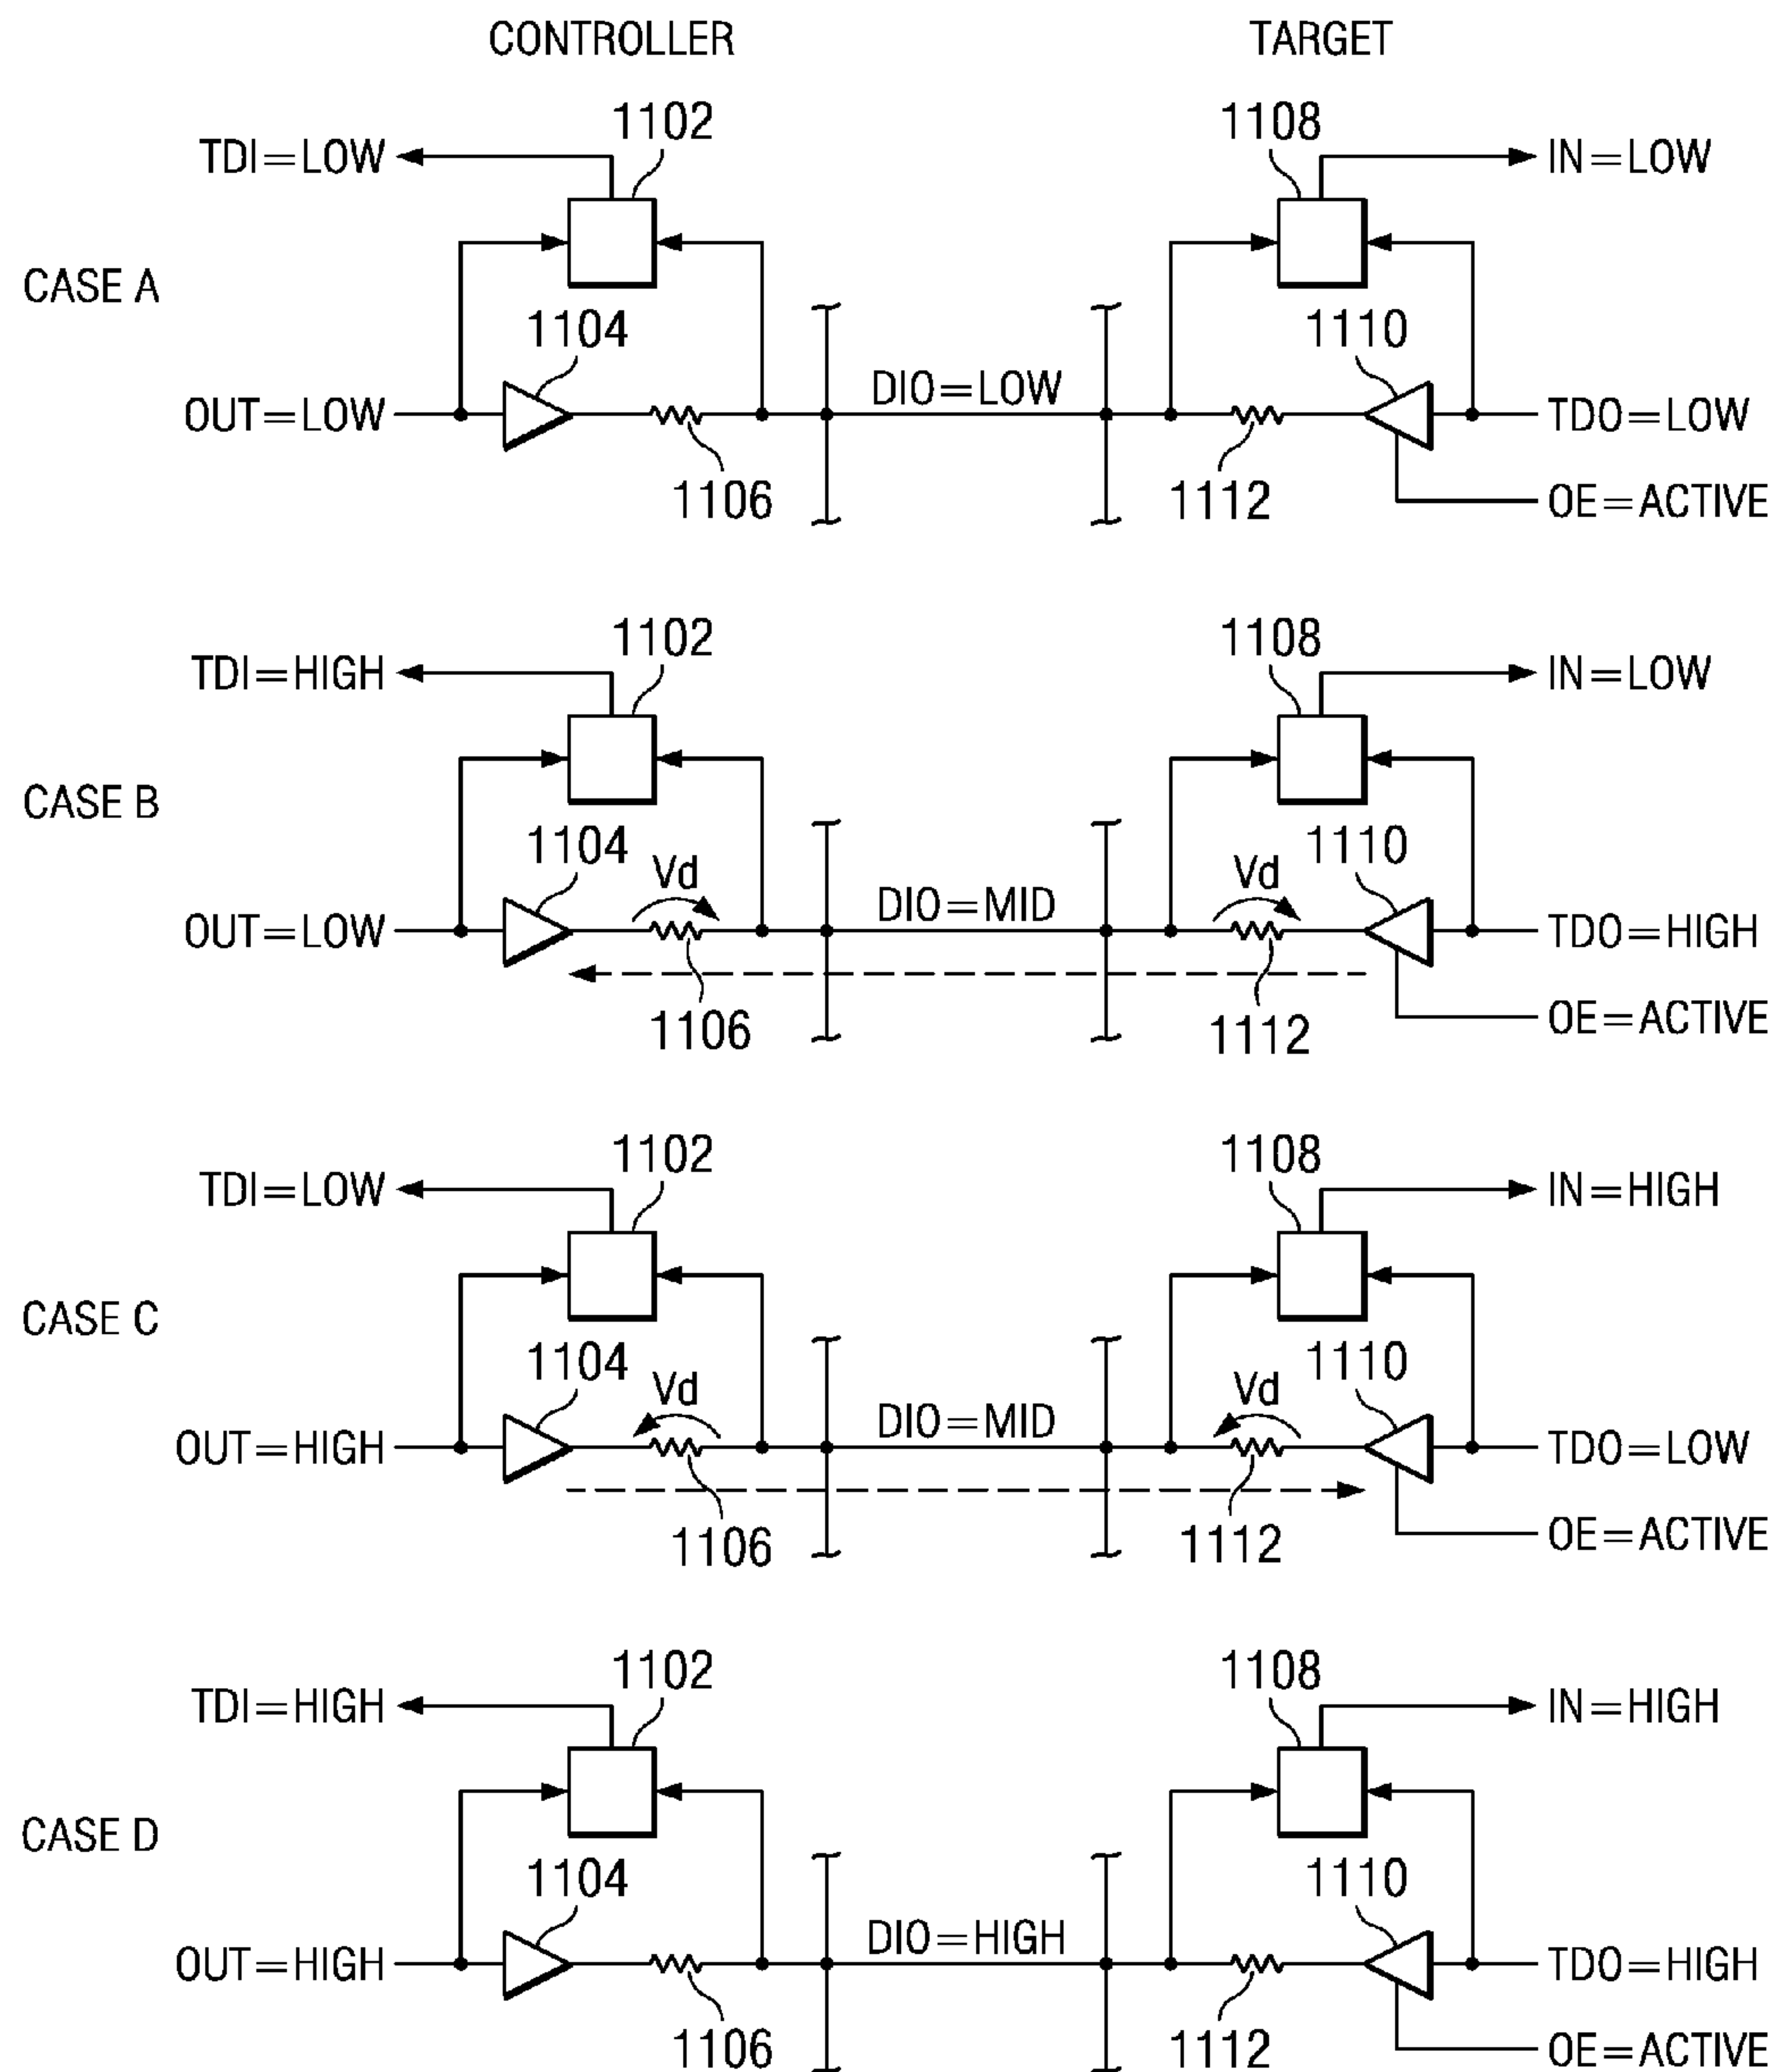 CONTROLLER TARGET
1102 1108
TDI=LOW IN=LOW
CASE A
1104 1110
DIO=LOW
OUT=LOW TDO=LOW
1106 1112 OE=ACTIVE
1102 1108
TDI=HIGH IN=LOW
CASE B
1104 Vd Vd 1110
DIO=MID
OUT=LOW TDO=HIGH
1106 1112 OE=ACTIVE
1102 1108
TDI=LOW IN=HIGH
CASE C
1104 Vd Vd 1110
DIO=MID
OUT=HIGH TDO=LOW
1106 1112 OE=ACTIVE
1102 1108
TDI=HIGH IN=HIGH
CASE D
1104 1110
DIO=HIGH
OUT=HIGH TDO=HIGH
1106 1112 OE=ACTIVE